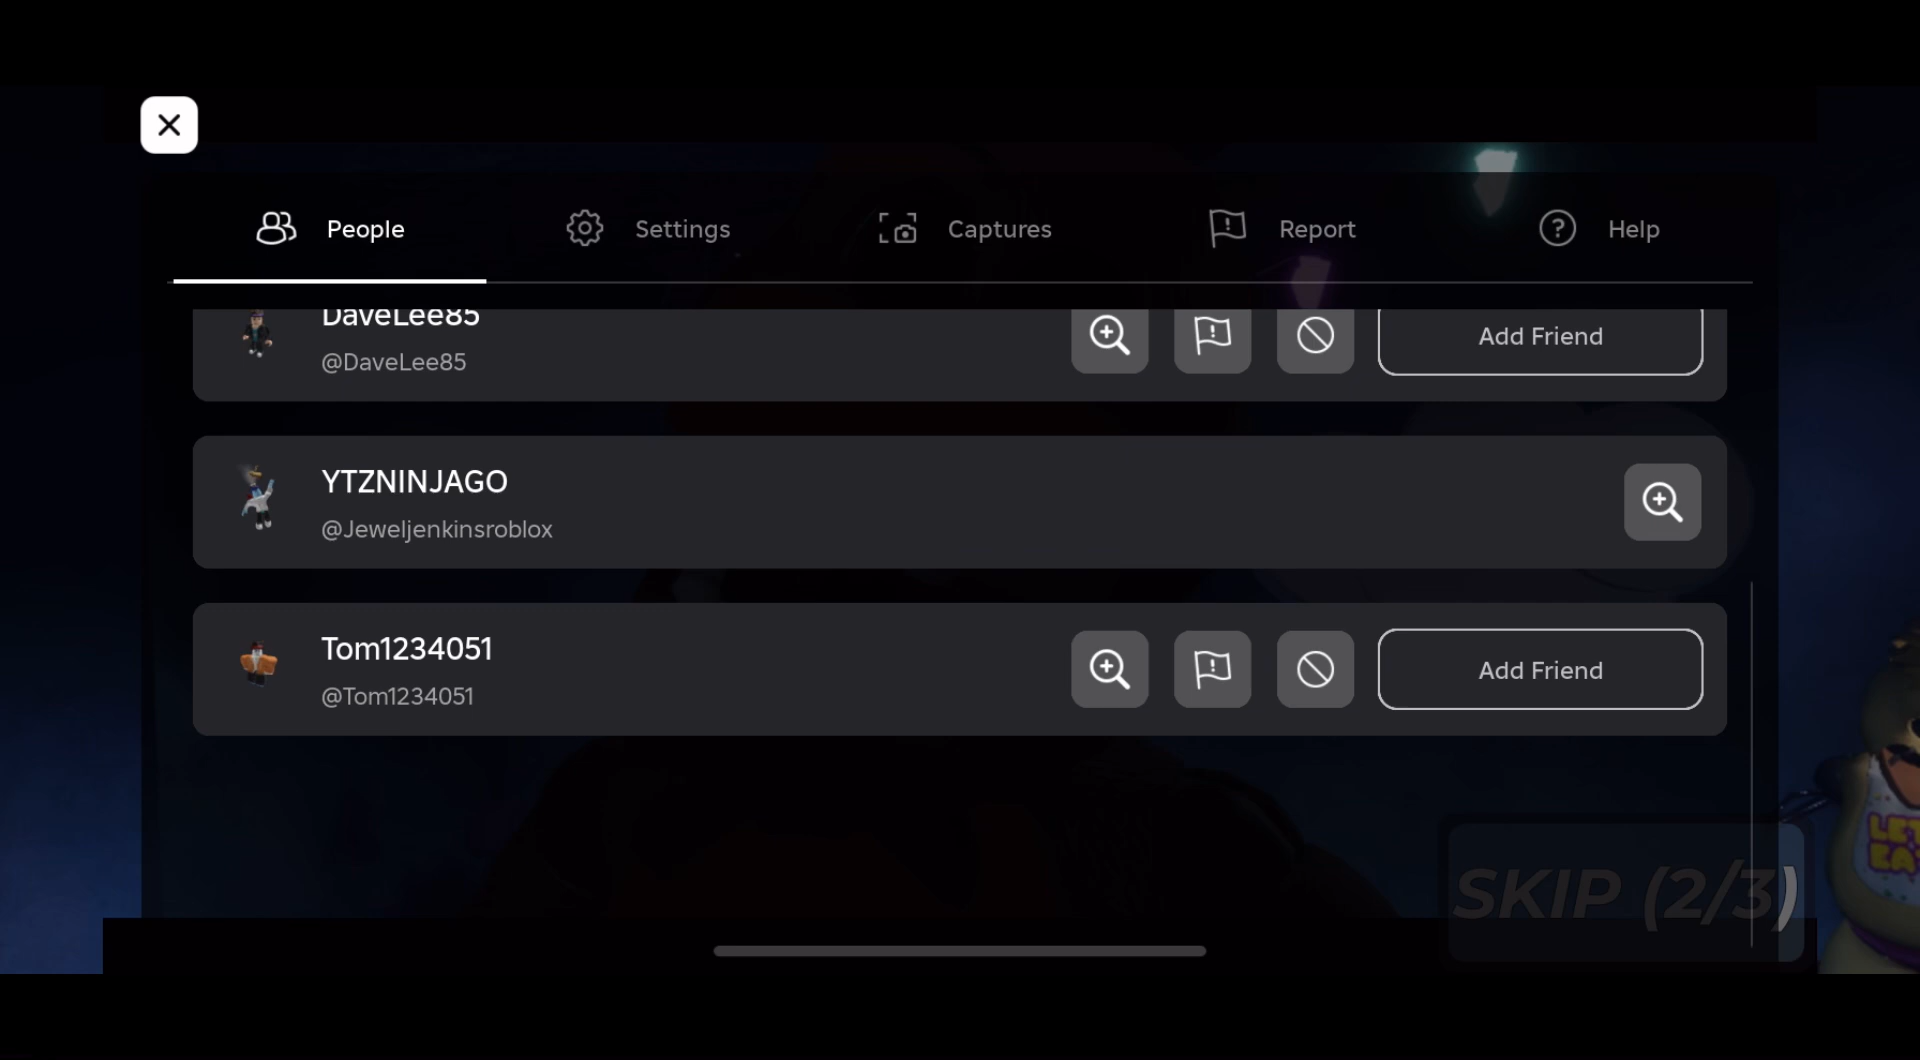 People
Settings
Captures
Report
Help
DaveLee85
@DaveLee85
Add Friend
YTZNINJAGO
@Jeweljenkinsroblox
Tom1234051
@Tom1234051
Add Friend
SKIP (2/3)